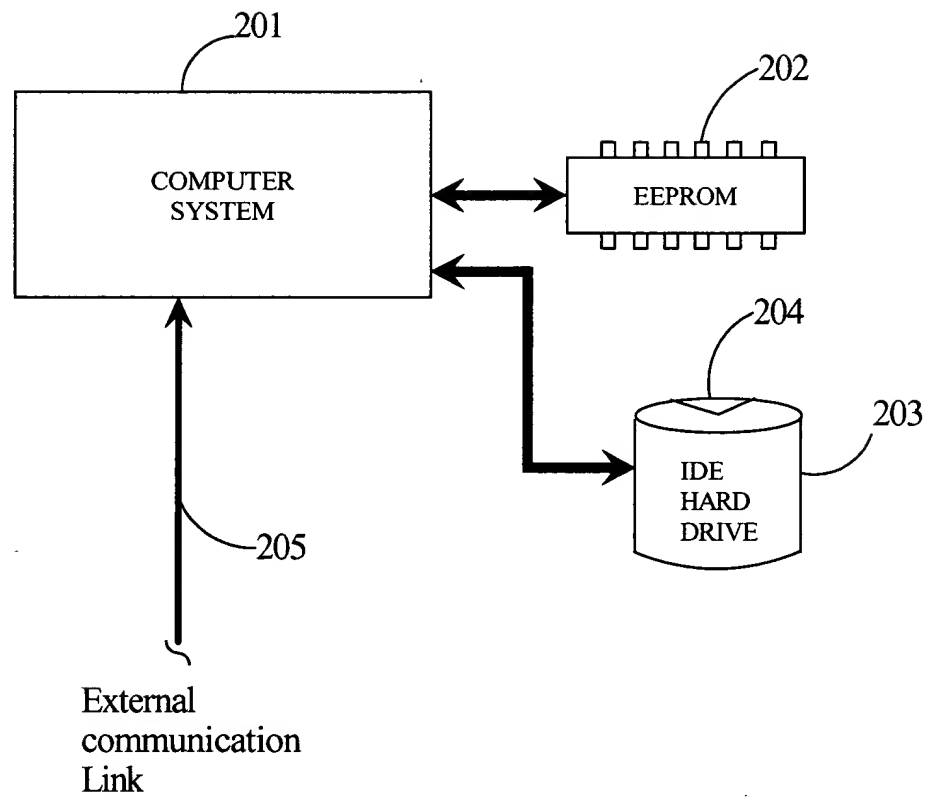 201
202
COMPUTER
SYSTEM
EEPROM
204
203
IDE
HARD
DRIVE
205
External
communication
Link